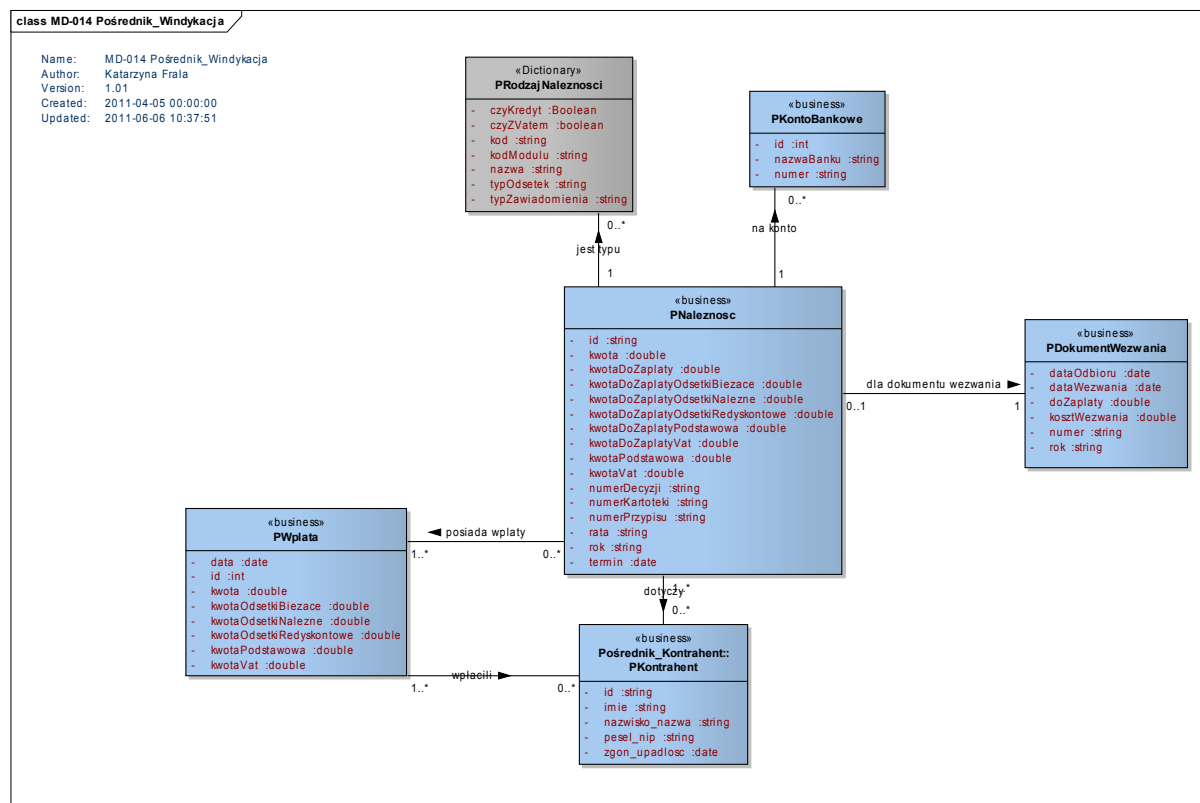 class MD-014 Pośrednik_Windykacja
Name: MD-014 Pośrednik_Windykacja
Author: Katarzyna Frala
Version: 1.01
Created: 2011-04-05 00:00:00
Updated: 2011-06-06 10:37:51
«Dictionary»
PRodzajNaleznosci
- czyKredyt :Boolean
- czyZVatem :boolean
- kod :string
- kodModulu :string
- nazwa :string
- typOdsetek :string
- typZawiadomienia :string
«business»
PKontoBankowe
- id :int
- nazwaBanku :string
- numer :string
0..*
jest typu
1
0..*
na konto
1
«business»
PNaleznosc
- id :string
- kwota :double
- kwotaDoZaplaty :double
- kwotaDoZaplatyOdsetkiBiezace :double
- kwotaDoZaplatyOdsetkiNalezne :double
- kwotaDoZaplatyOdsetkiRedyskontowe :double
- kwotaDoZaplatyPodstawowa :double
- kwotaDoZaplatyVat :double
- kwotaPodstawowa :double
- kwotaVat :double
- numerDecyzji :string
- numerKartoteki :string
- numerPrzypisu :string
- rata :string
- rok :string
- termin :date
dla dokumentu wezwania
0..1
1
«business»
PDokumentWezwania
- dataOdbioru :date
- dataWezwania :date
- doZaplaty :double
- kosztWezwania :double
- numer :string
- rok :string
posiada wplaty
1..*
0..*
«business»
PWplata
- data :date
- id :int
- kwota :double
- kwotaOdsetkiBiezace :double
- kwotaOdsetkiNalezne :double
- kwotaOdsetkiRedyskontowe :double
- kwotaPodstawowa :double
- kwotaVat :double
1..*
dotyczy
0..*
wpłacili
1..*
0..*
«business»
Pośrednik_Kontrahent::
PKontrahent
- id :string
- imie :string
- nazwisko_nazwa :string
- pesel_nip :string
- zgon_upadlosc :date